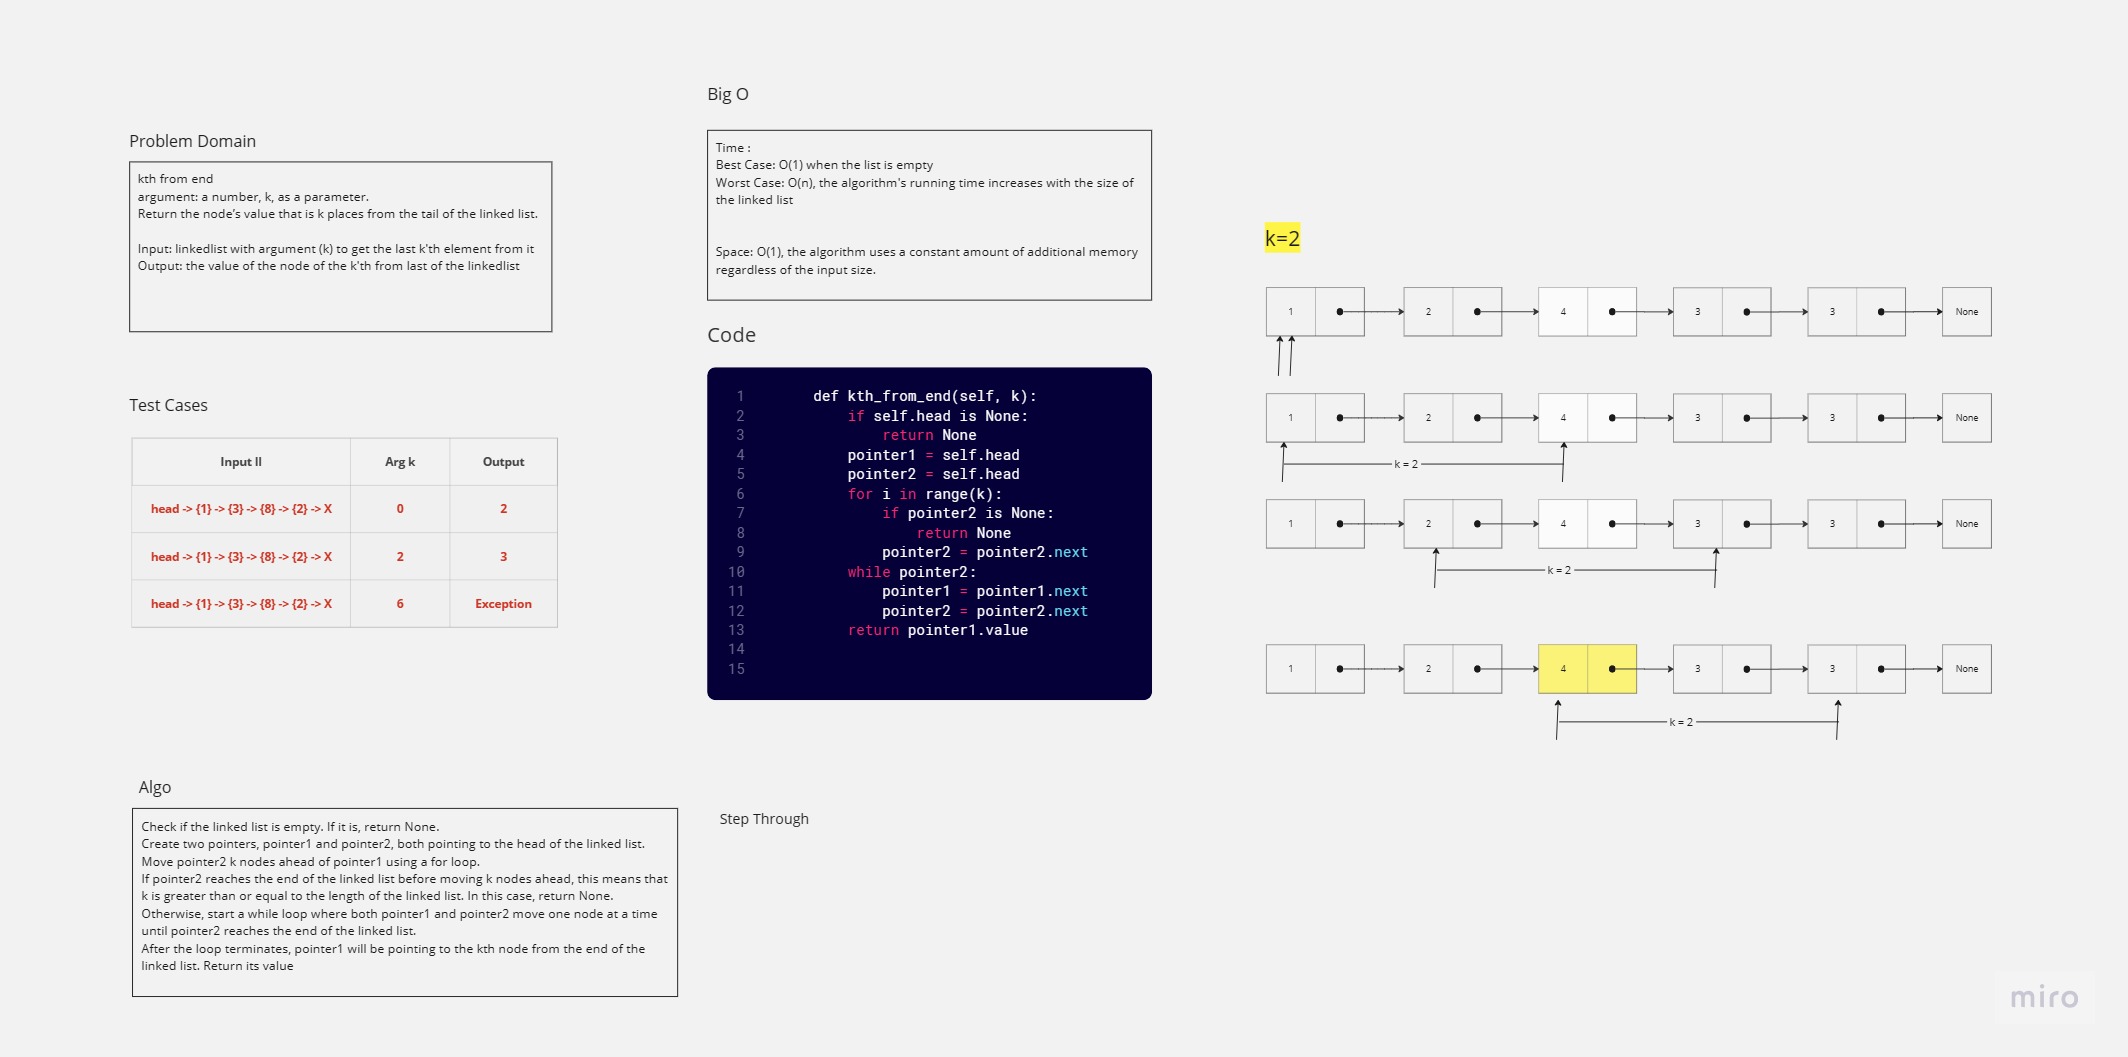 Problem Domain
kth from end
argument: a number, k, as a parameter.
Return the node’s value that is k places from the tail of the linked list.
Input: linkedlist with argument (k) to get the last k'th element from it
Output: the value of the node of the k'th from last of the linkedlist
Test Cases
Input ll Arg k Output
head -> {1} -> {3} -> {8} -> {2} -> X 0 2
head -> {1} -> {3} -> {8} -> {2} -> X 2 3
head -> {1} -> {3} -> {8} -> {2} -> X 6 Exception
Algo
Check if the linked list is empty. If it is, return None.
Create two pointers, pointer1 and pointer2, both pointing to the head of the linked list.
Move pointer2 k nodes ahead of pointer1 using a for loop.
If pointer2 reaches the end of the linked list before moving k nodes ahead, this means that
k is greater than or equal to the length of the linked list. In this case, return None.
Otherwise, start a while loop where both pointer1 and pointer2 move one node at a time
until pointer2 reaches the end of the linked list.
After the loop terminates, pointer1 will be pointing to the kth node from the end of the
linked list. Return its value
Big O
Time :
Best Case: O(1) when the list is empty
Worst Case: O(n), the algorithm's running time increases with the size of
the linked list
Space: O(1), the algorithm uses a constant amount of additional memory
regardless of the input size.
Code
1 def kth_from_end(self, k):
2 if self.head is None:
3 return None
4 pointer1 = self.head
5 pointer2 = self.head
6 for i in range(k):
7 if pointer2 is None:
8 return None
9 pointer2 = pointer2.next
10 while pointer2:
11 pointer1 = pointer1.next
12 pointer2 = pointer2.next
13 return pointer1.value
14
15
Step Through
k=2
1 2 4 3 3 None
1 2 4 3 3 None
k = 2
1 2 4 3 3 None
k = 2
1 2 4 3 3 None
k = 2
miro